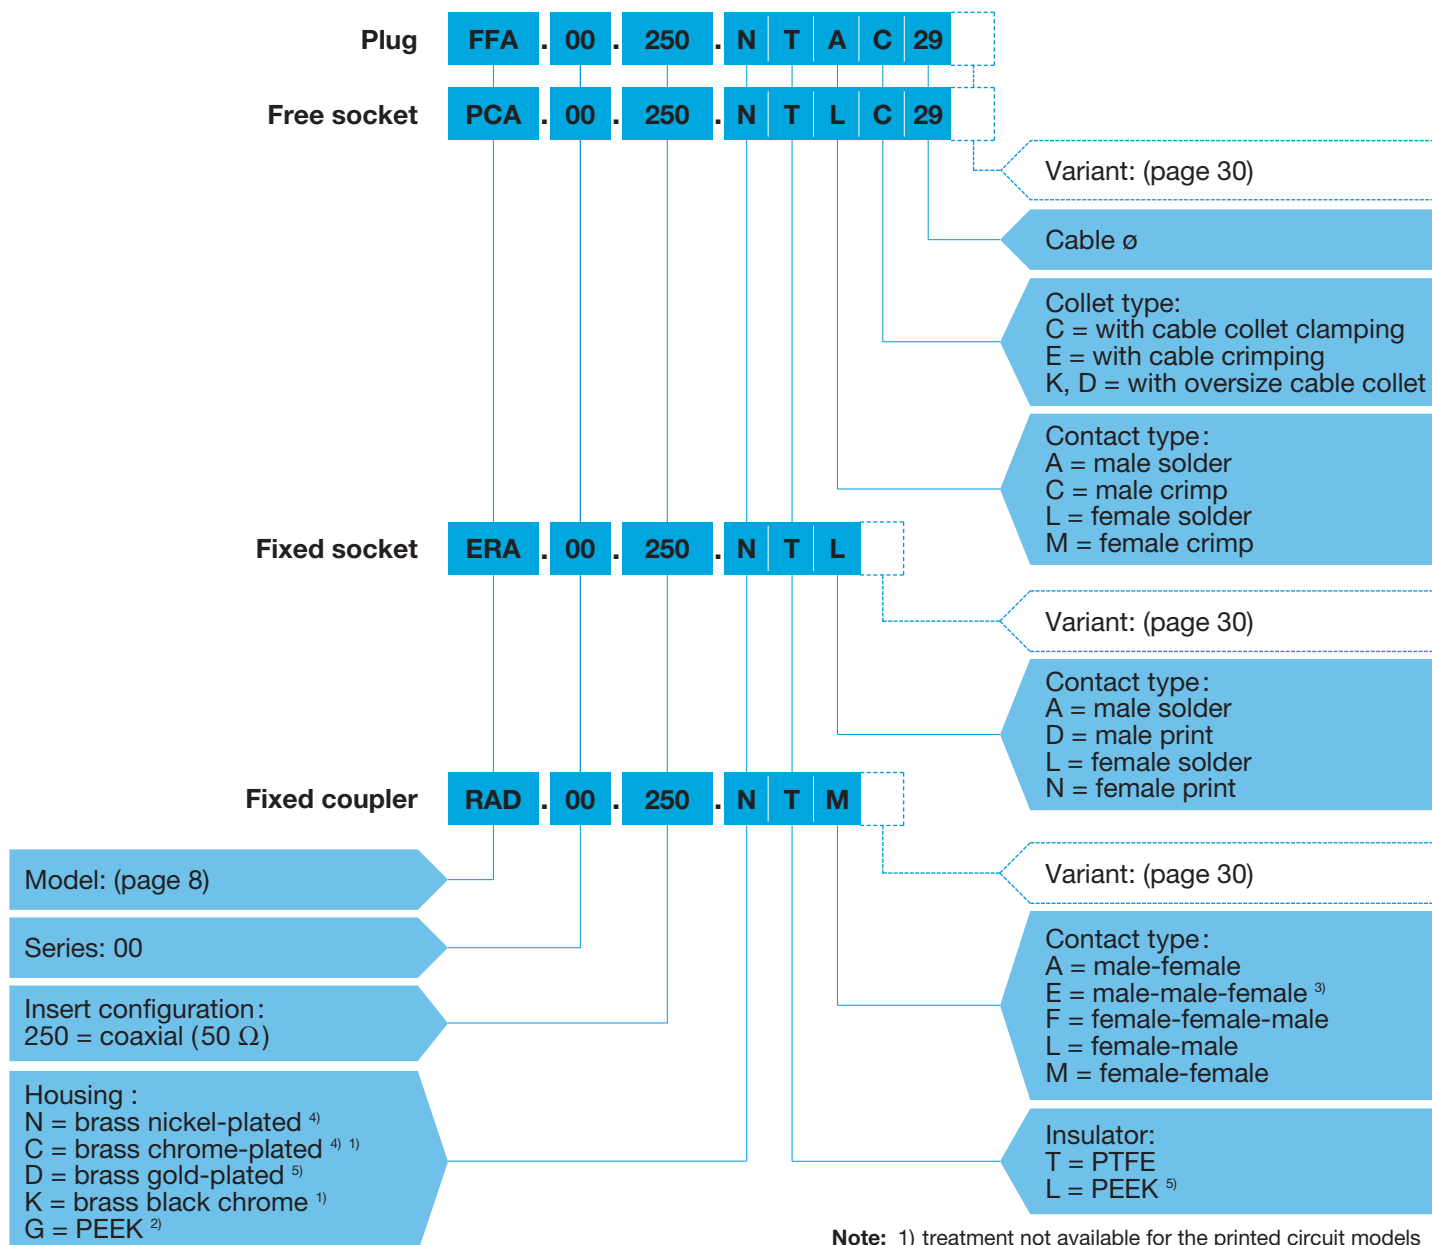 Plug FFA . 00 . 250 . N T A C 29
Free socket PCA . 00 . 250 . N T L C 29
Variant: (page 30)
Cable ø
Collet type:
C = with cable collet clamping
E = with cable crimping
K, D = with oversize cable collet
Contact type:
A = male solder
C = male crimp
L = female solder
M = female crimp
Fixed socket ERA . 00 . 250 . N T L
Variant: (page 30)
Contact type:
A = male solder
D = male print
L = female solder
N = female print
Fixed coupler RAD . 00 . 250 . N T M
Variant: (page 30)
Model: (page 8)
Series: 00
Insert configuration:
250 = coaxial (50 Ω)
Housing :
N = brass nickel-plated 4)
C = brass chrome-plated 4) 1)
D = brass gold-plated 5)
K = brass black chrome 1)
G = PEEK 2)
Contact type:
A = male-female
E = male-male-female 3)
F = female-female-male
L = female-male
M = female-female
Insulator:
T = PTFE
L = PEEK 5)
Note: 1) treatment not available for the printed circuit models